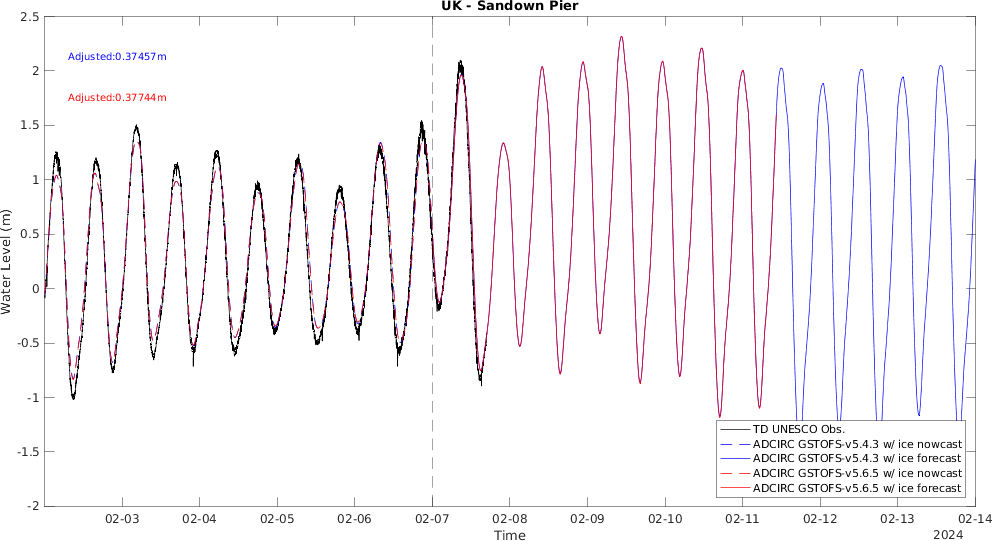 UK - Sandown Pier
2.5
2
1.5
1
0.5
0
-0.5
-1
-1.5
-2
Water Level (m)
Adjusted:0.37457m
Adjusted:0.37744m
TD UNESCO Obs.
ADCIRC GSTOFS-v5.4.3 w/ ice nowcast
ADCIRC GSTOFS-v5.4.3 w/ ice forecast
ADCIRC GSTOFS-v5.6.5 w/ ice nowcast
ADCIRC GSTOFS-v5.6.5 w/ ice forecast
02-03 02-04 02-05 02-06 02-07 02-08 02-09 02-10 02-11 02-12 02-13 02-14
Time
2024